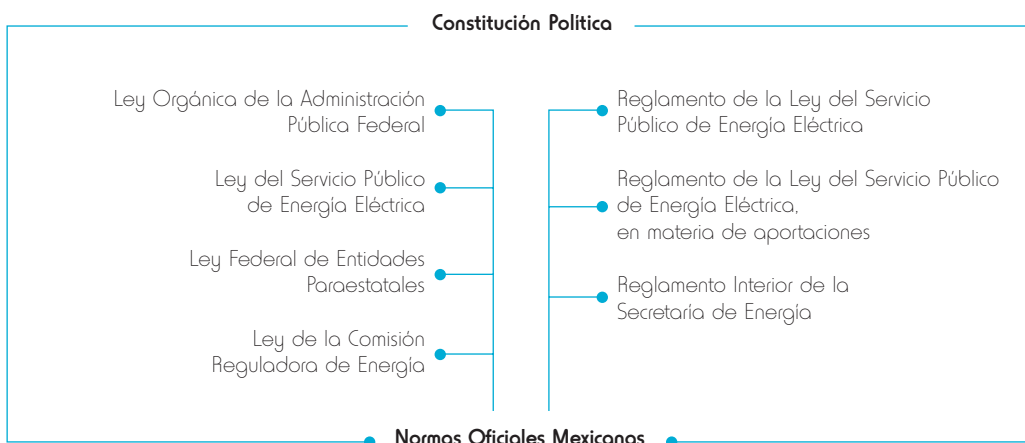 Constitución Política
Ley Orgánica de la Administración
Pública Federal
Ley del Servicio Público
de Energía Eléctrica
Ley Federal de Entidades
Paraestatales
Ley de la Comisión
Reguladora de Energía
Reglamento de la Ley del Servicio
Público de Energía Eléctrica
Reglamento de la Ley del Servicio Público
de Energía Eléctrica,
en materia de aportaciones
Reglamento Interior de la
Secretaría de Energía
Normas Oficiales Mexicanas